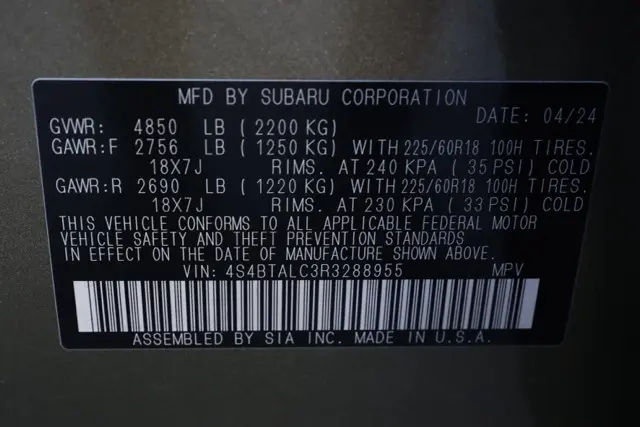 MFD BY SUBARU CORPORATION
DATE: 04/24
GVWR: 4850 LB (2200 KG)
GAWR:F 2756 LB (1250 KG) WITH 225/60R18 100H TIRES.
18X7J RIMS. AT 240 KPA (35 PSI) COLD
GAWR:R 2690 LB (1220 KG) WITH 225/60R18 100H TIRES.
18X7J RIMS. AT 230 KPA (33 PSI) COLD
THIS VEHICLE CONFORMS TO ALL APPLICABLE FEDERAL MOTOR
VEHICLE SAFETY AND THEFT PREVENTION STANDARDS
IN EFFECT ON THE DATE OF MANUFACTURE SHOWN ABOVE.
VIN: 4S4BTALC3R3288955 MPV
ASSEMBLED BY SIA INC. MADE IN U.S.A.